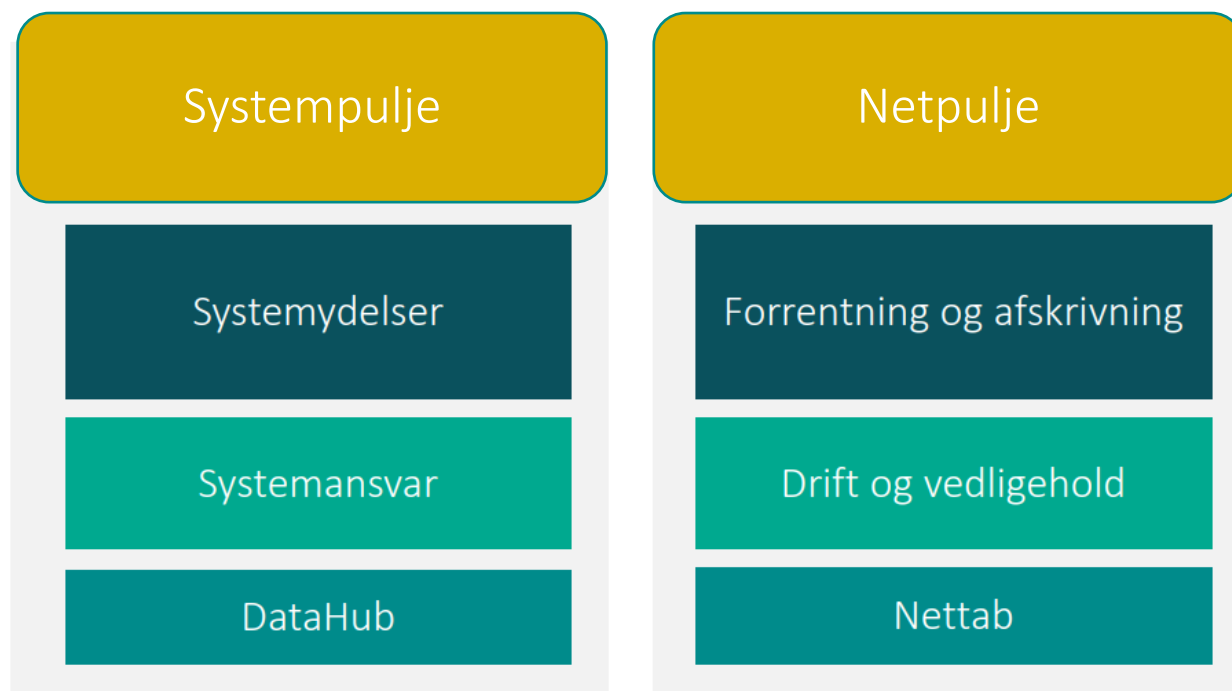 Systempulje
Systemydelser
Systemansvar
DataHub
Netpulje
Forrentning og afskrivning
Drift og vedligehold
Nettab